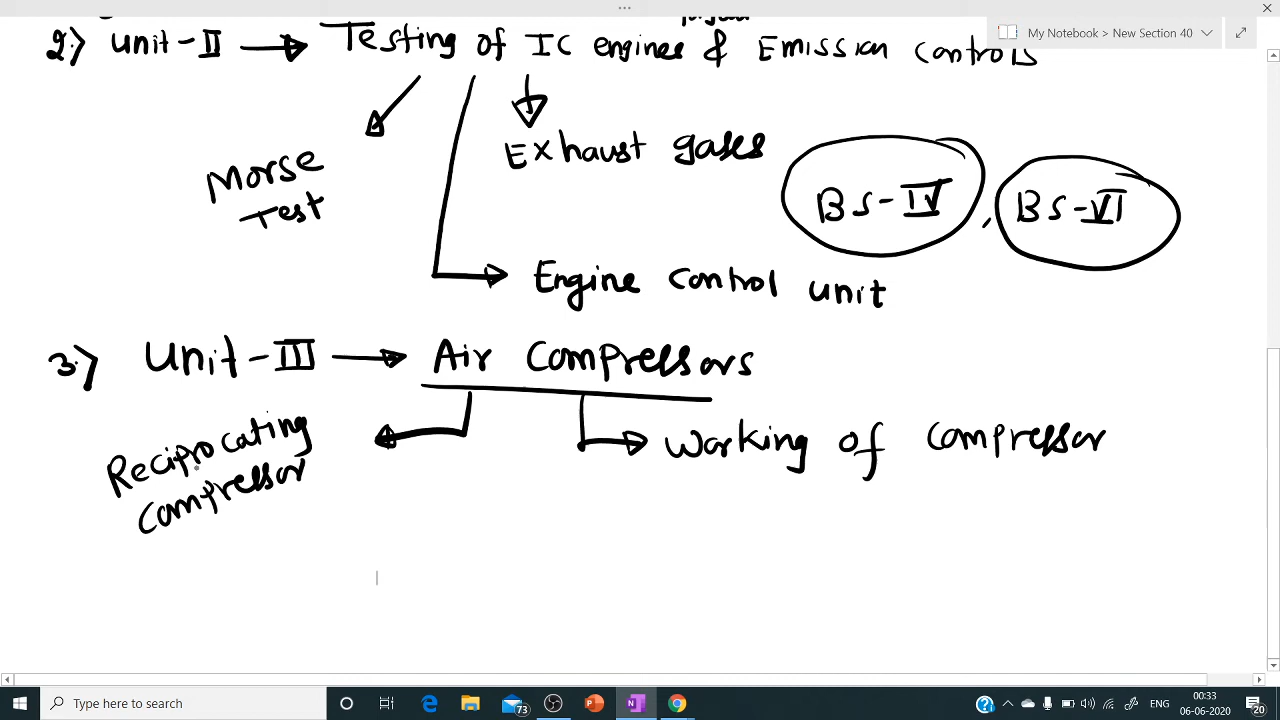 My Notebook > New Section 40
2.) Unit-II → Testing of IC engines & Emission controls
Exhaust gases
Morse
Test
BS-IV, BS-VI
Engine control unit
3.) Unit-III → Air Compressors
Reciprocating
compressor
Working of compressor
Type here to search
73
ENG
00:33
06-06-2020
20